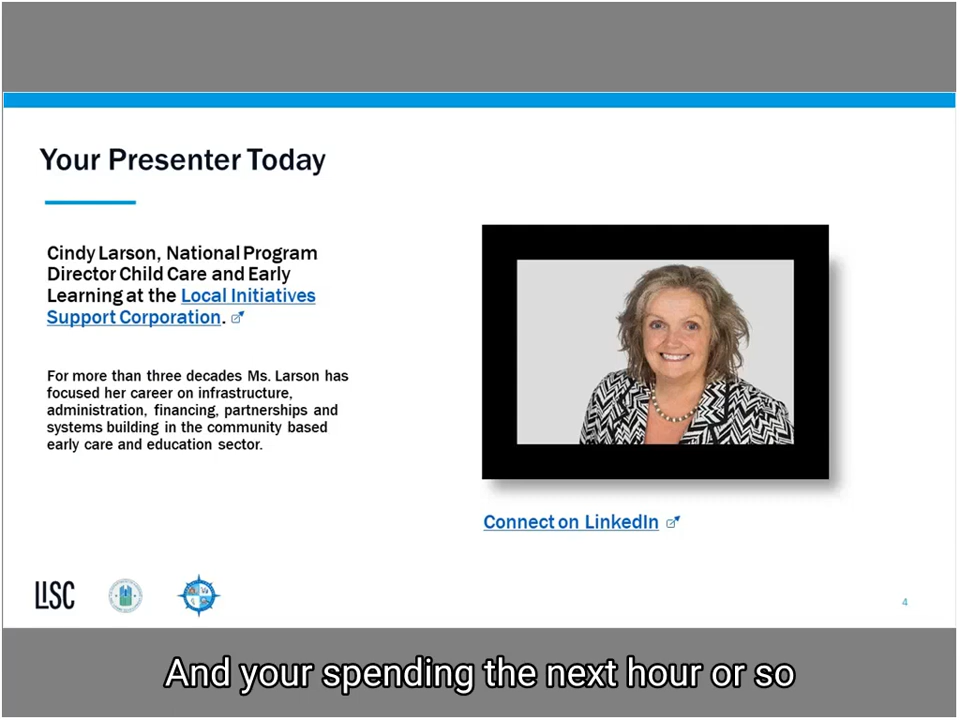 Your Presenter Today
Cindy Larson, National Program
Director Child Care and Early
Learning at the Local Initiatives
Support Corporation.
For more than three decades Ms. Larson has
focused her career on infrastructure,
administration, financing, partnerships and
systems building in the community based
early care and education sector.
Connect on LinkedIn
LISC
4
And your spending the next hour or so